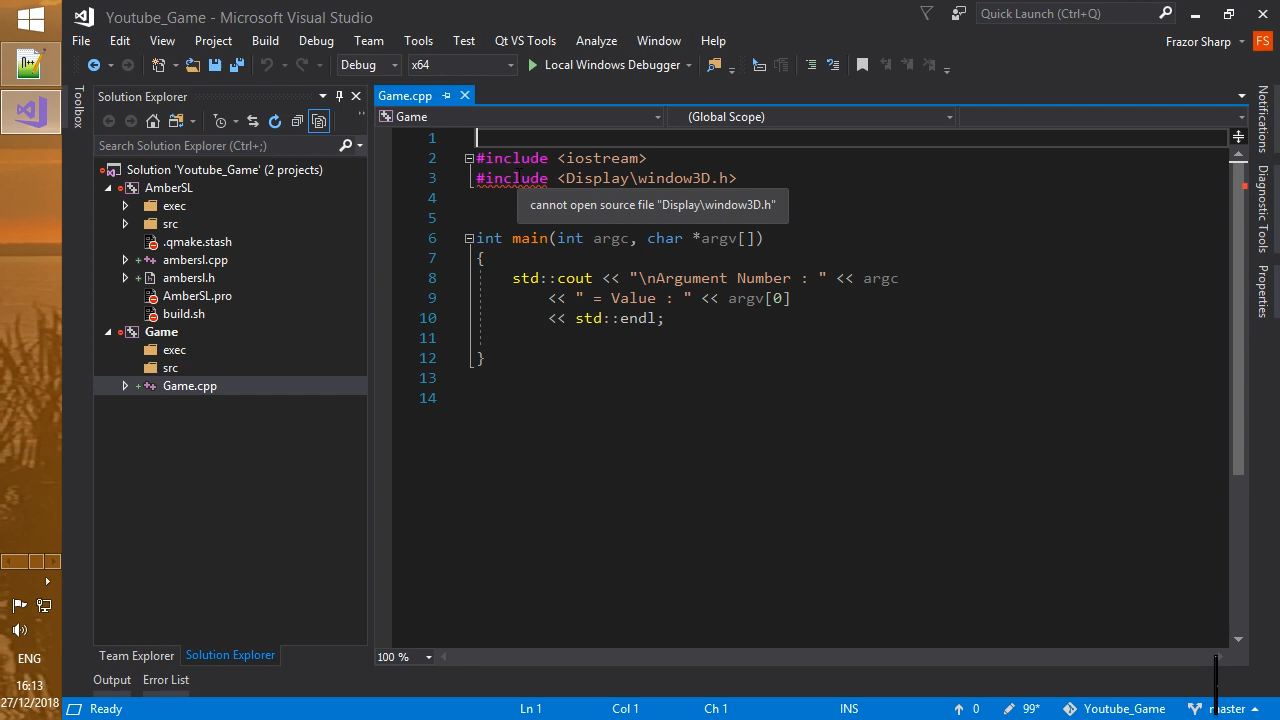 Youtube_Game - Microsoft Visual Studio
Quick Launch (Ctrl+Q)
File Edit View Project Build Debug Team Tools Test Qt VS Tools Analyze Window Help
Frazor Sharp FS
Debug x64 Local Windows Debugger
Toolbox
Solution Explorer
Search Solution Explorer (Ctrl+;)
Solution 'Youtube_Game' (2 projects)
AmberSL
exec
src
.qmake.stash
ambersl.cpp
ambersl.h
AmberSL.pro
build.sh
Game
exec
src
Game.cpp
Team Explorer Solution Explorer
Game.cpp
Game (Global Scope)
1
2 #include <iostream>
3 #include <Display\window3D.h>
4
cannot open source file "Display\window3D.h"
5
6 int main(int argc, char *argv[])
7 {
8 std::cout << "\nArgument Number : " << argc
9 << " = Value : " << argv[0]
10 << std::endl;
11
12 }
13
14
100 %
Notifications
Diagnostic Tools
Properties
Output Error List
Ready Ln 1 Col 1 Ch 1 INS 0 99* Youtube_Game master
ENG
16:13
27/12/2018